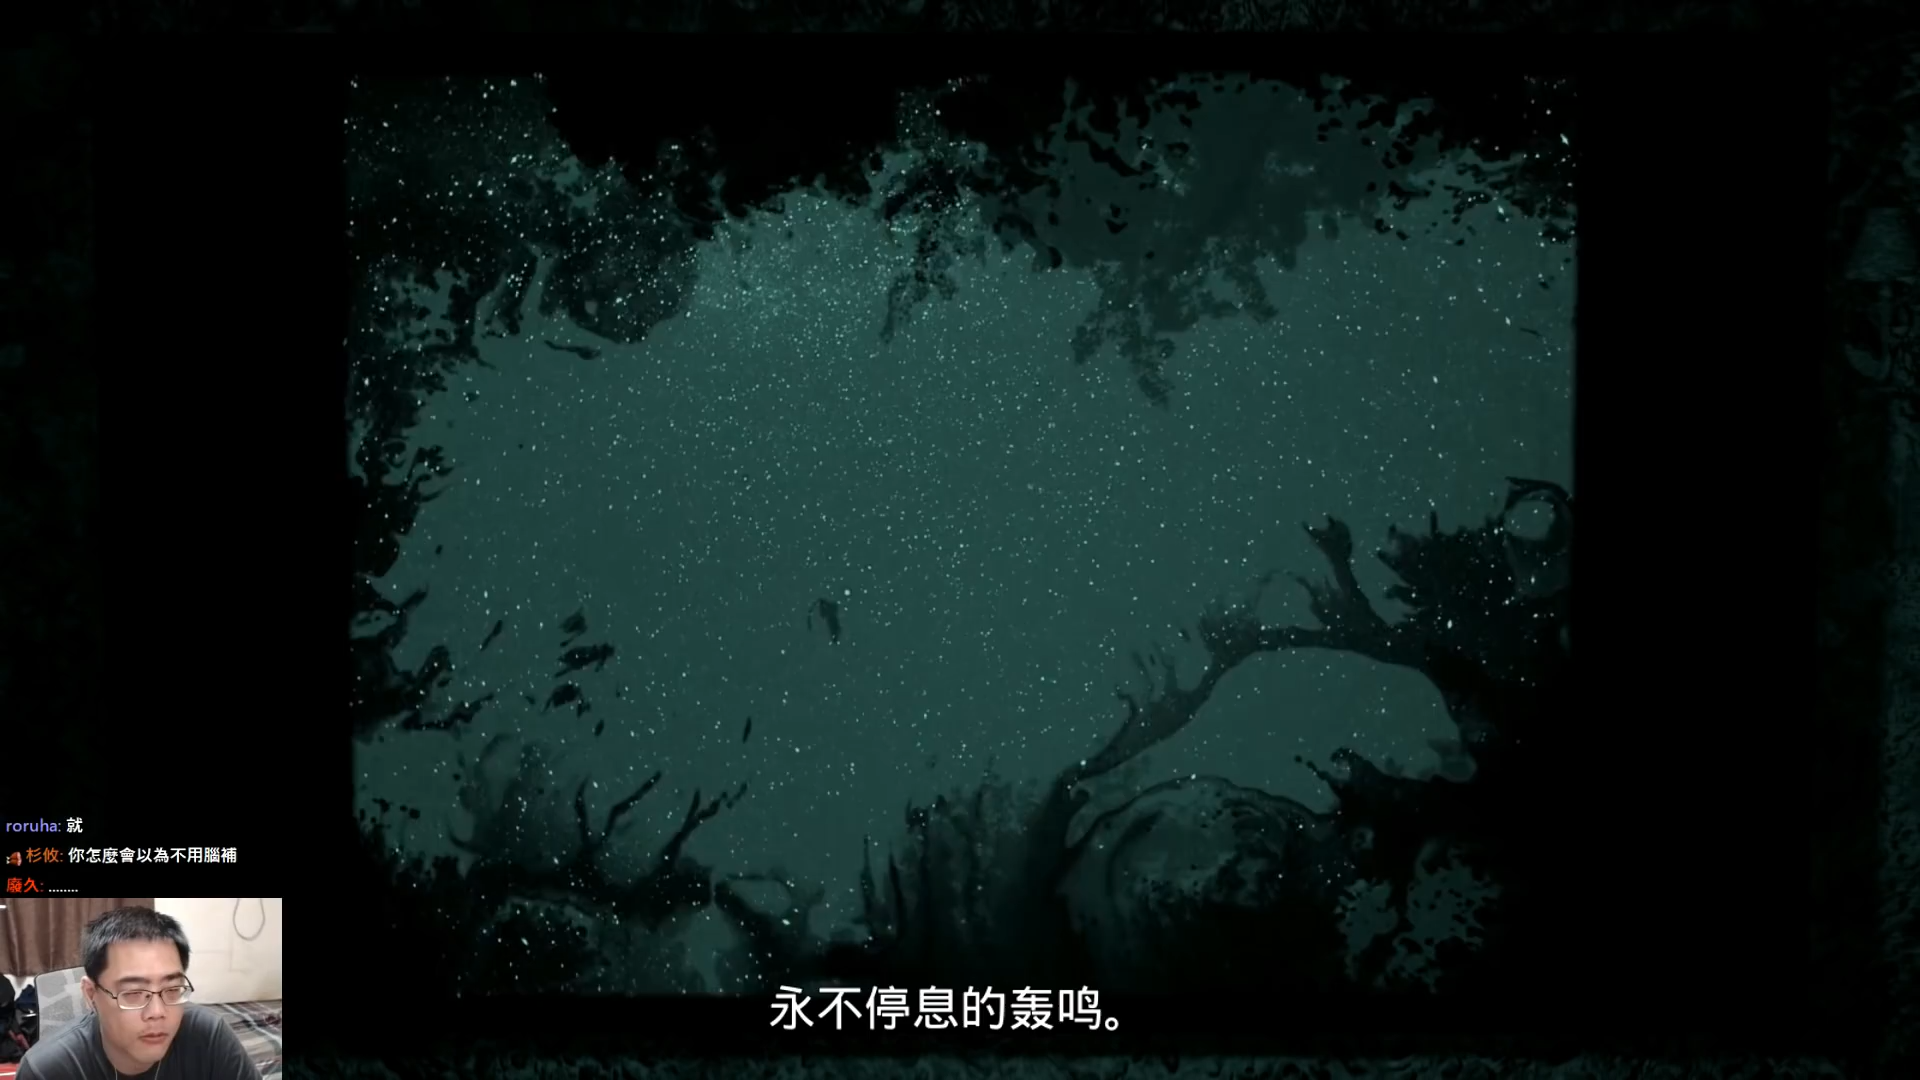 roruha: 就
杉攸: 你怎麼會以為不用腦補
廢久: ........
永不停息的轰鸣。